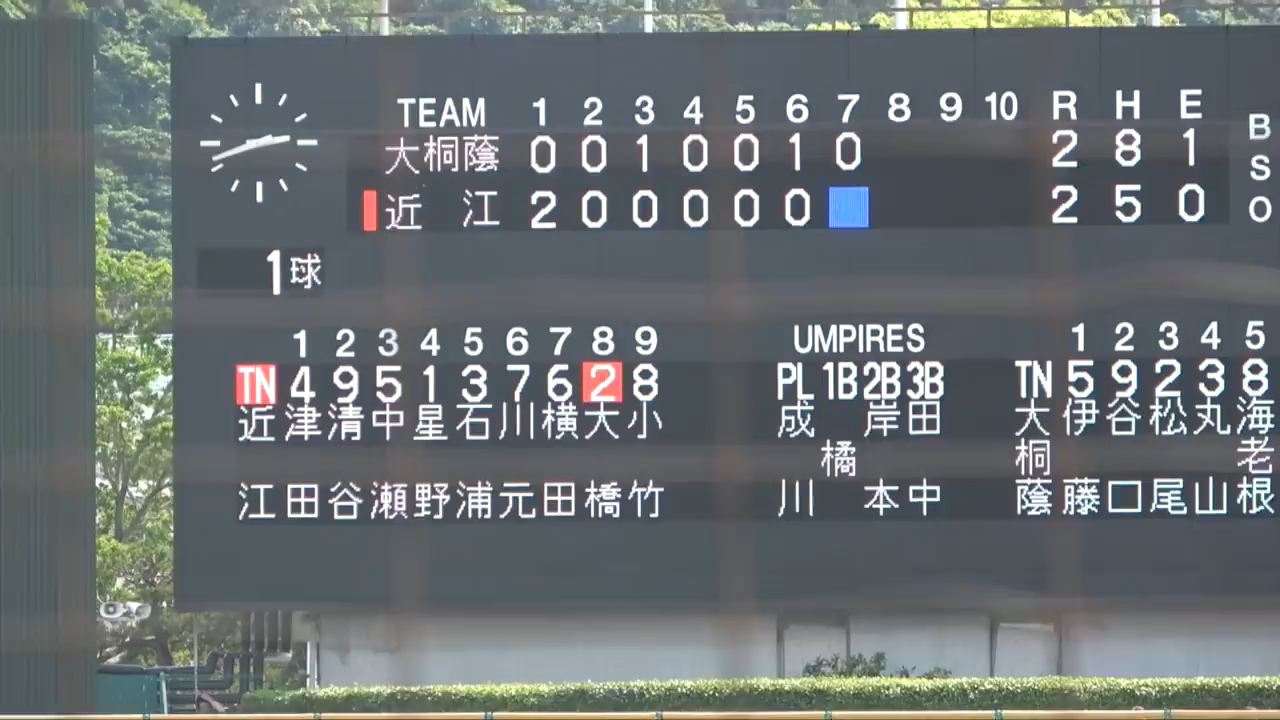 TEAM 1 2 3 4 5 6 7 8 9 10 R H E
大桐蔭 0 0 1 0 0 1 0 2 8 1
近江 2 0 0 0 0 0 2 5 0
B
S
O
1球
1 2 3 4 5 6 7 8 9
TN 4 9 5 1 3 7 6 2 8
近江 津田 清谷 中瀬 星野 石浦 川元 横田 大橋 小竹
UMPIRES
PL 1B 2B 3B
成川 橘 岸本 田中
1 2 3 4 5
TN 5 9 2 3 8
大桐蔭 伊藤 谷口 松尾 丸山 海老根